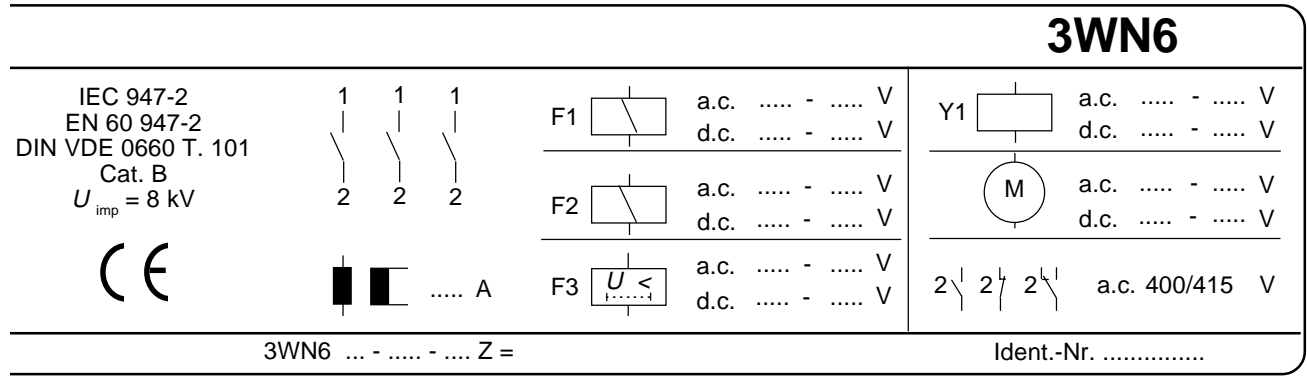 3WN6
IEC 947-2
EN 60 947-2
DIN VDE 0660 T. 101
Cat. B
U imp = 8 kV
CE
1 1 1
2 2 2
..... A
F1 a.c. ..... - ..... V
d.c. ..... - ..... V
F2 a.c. ..... - ..... V
d.c. ..... - ..... V
F3 U < a.c. ..... - ..... V
d.c. ..... - ..... V
Y1 a.c. ..... - ..... V
d.c. ..... - ..... V
M a.c. ..... - ..... V
d.c. ..... - ..... V
2 2 2 a.c. 400/415 V
3WN6 ... - ..... - .... Z =
Ident.-Nr. ...............